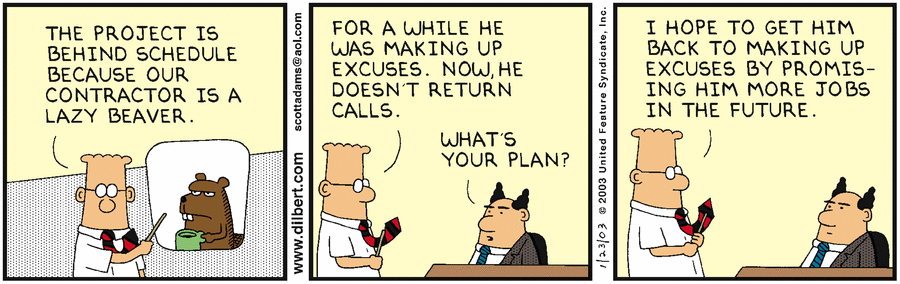 THE PROJECT IS
BEHIND SCHEDULE
BECAUSE OUR
CONTRACTOR IS A
LAZY BEAVER.
www.dilbert.com scottadams@aol.com
FOR A WHILE HE
WAS MAKING UP
EXCUSES. NOW, HE
DOESN'T RETURN
CALLS.
WHAT'S
YOUR PLAN?
1/23/03 © 2003 United Feature Syndicate, Inc.
I HOPE TO GET HIM
BACK TO MAKING UP
EXCUSES BY PROMIS-
ING HIM MORE JOBS
IN THE FUTURE.